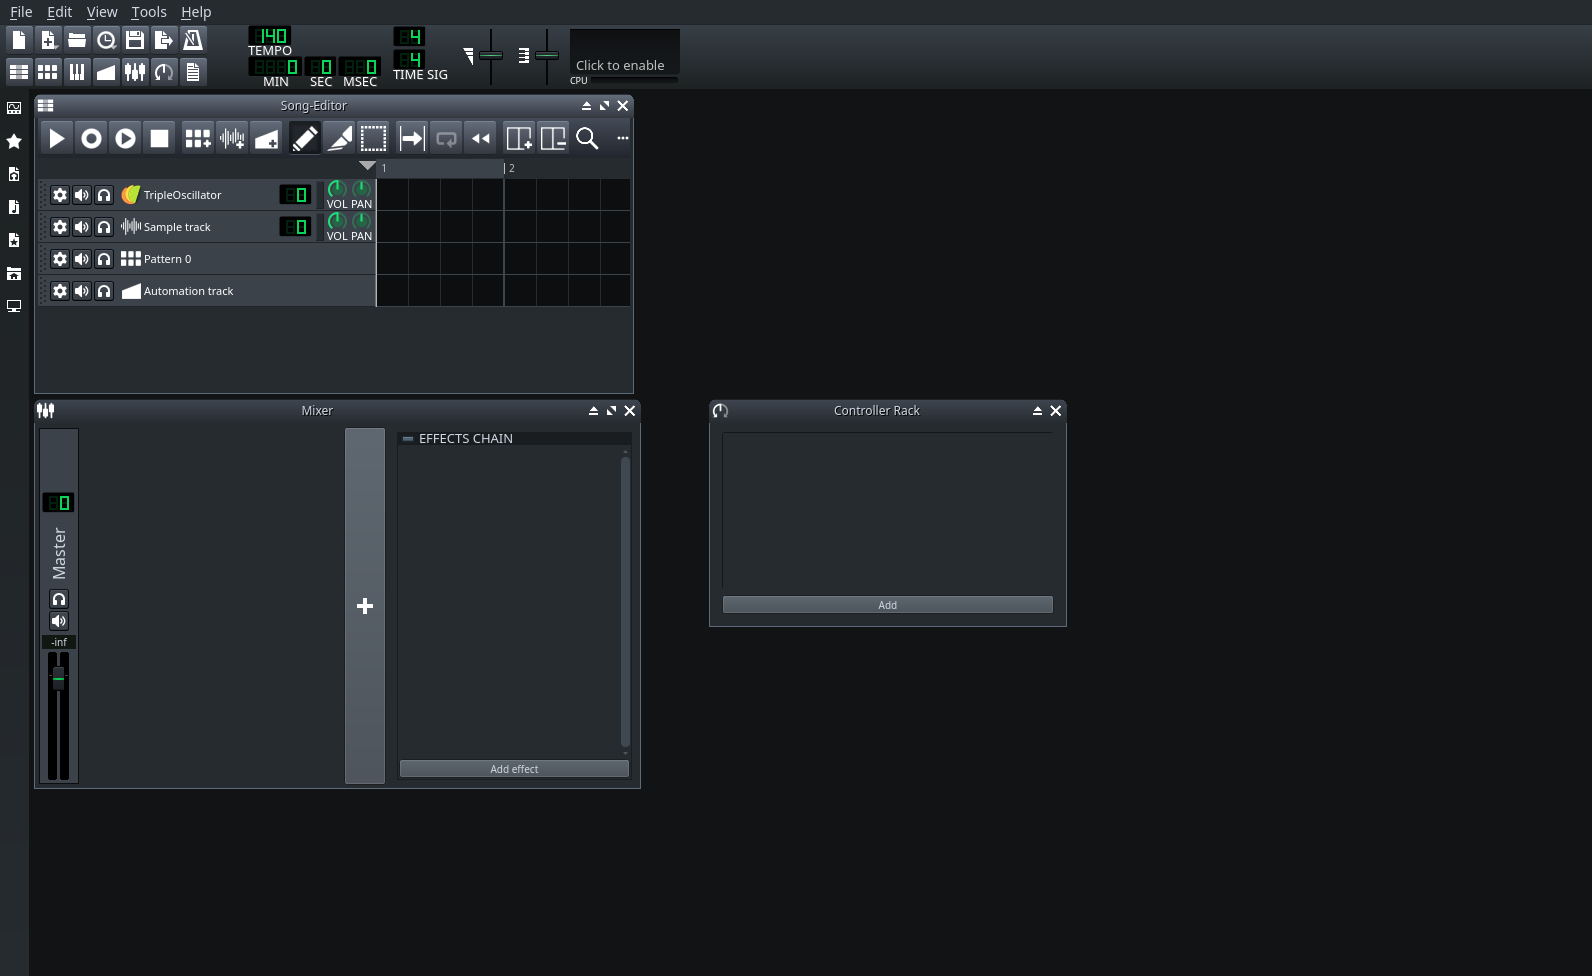 File Edit View Tools Help
140
TEMPO
0 0 0
MIN SEC MSEC
4
4
TIME SIG
Click to enable
CPU
Song-Editor
1 2
TripleOscillator 0 VOL PAN
Sample track 0 VOL PAN
Pattern 0
Automation track
Mixer
0
Master
-inf
EFFECTS CHAIN
Add effect
Controller Rack
Add